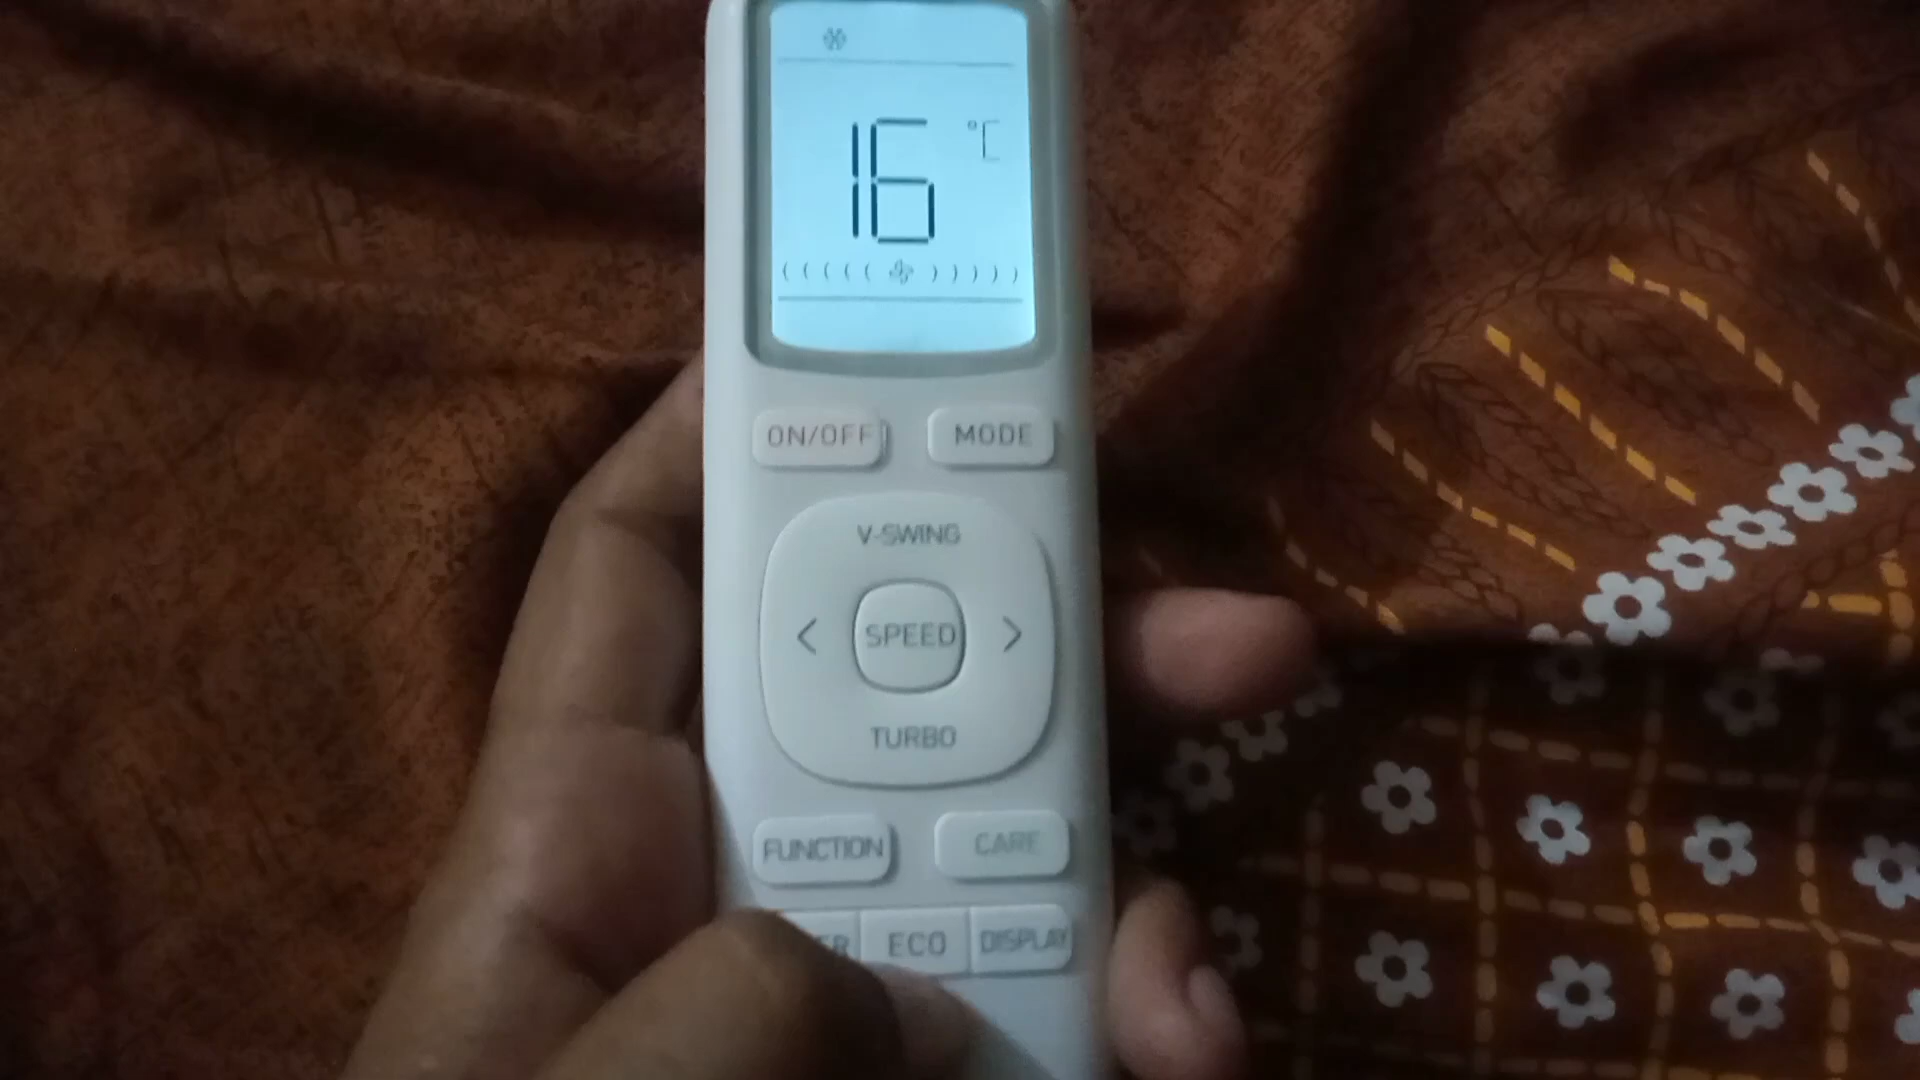 16 °C
ON/OFF MODE
V-SWING
< SPEED >
TURBO
FUNCTION CARE
ECO DISPLAY